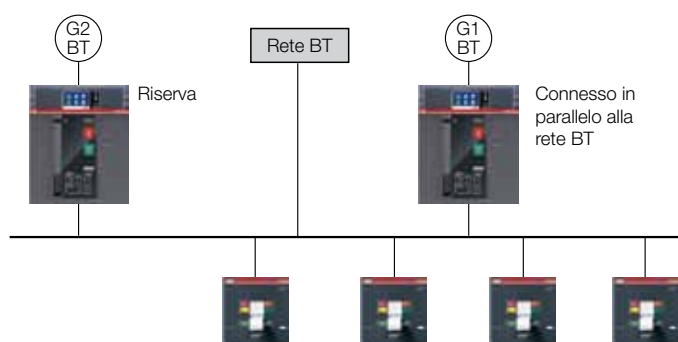 G2
BT
Rete BT
G1
BT
Riserva
Connesso in
parallelo alla
rete BT